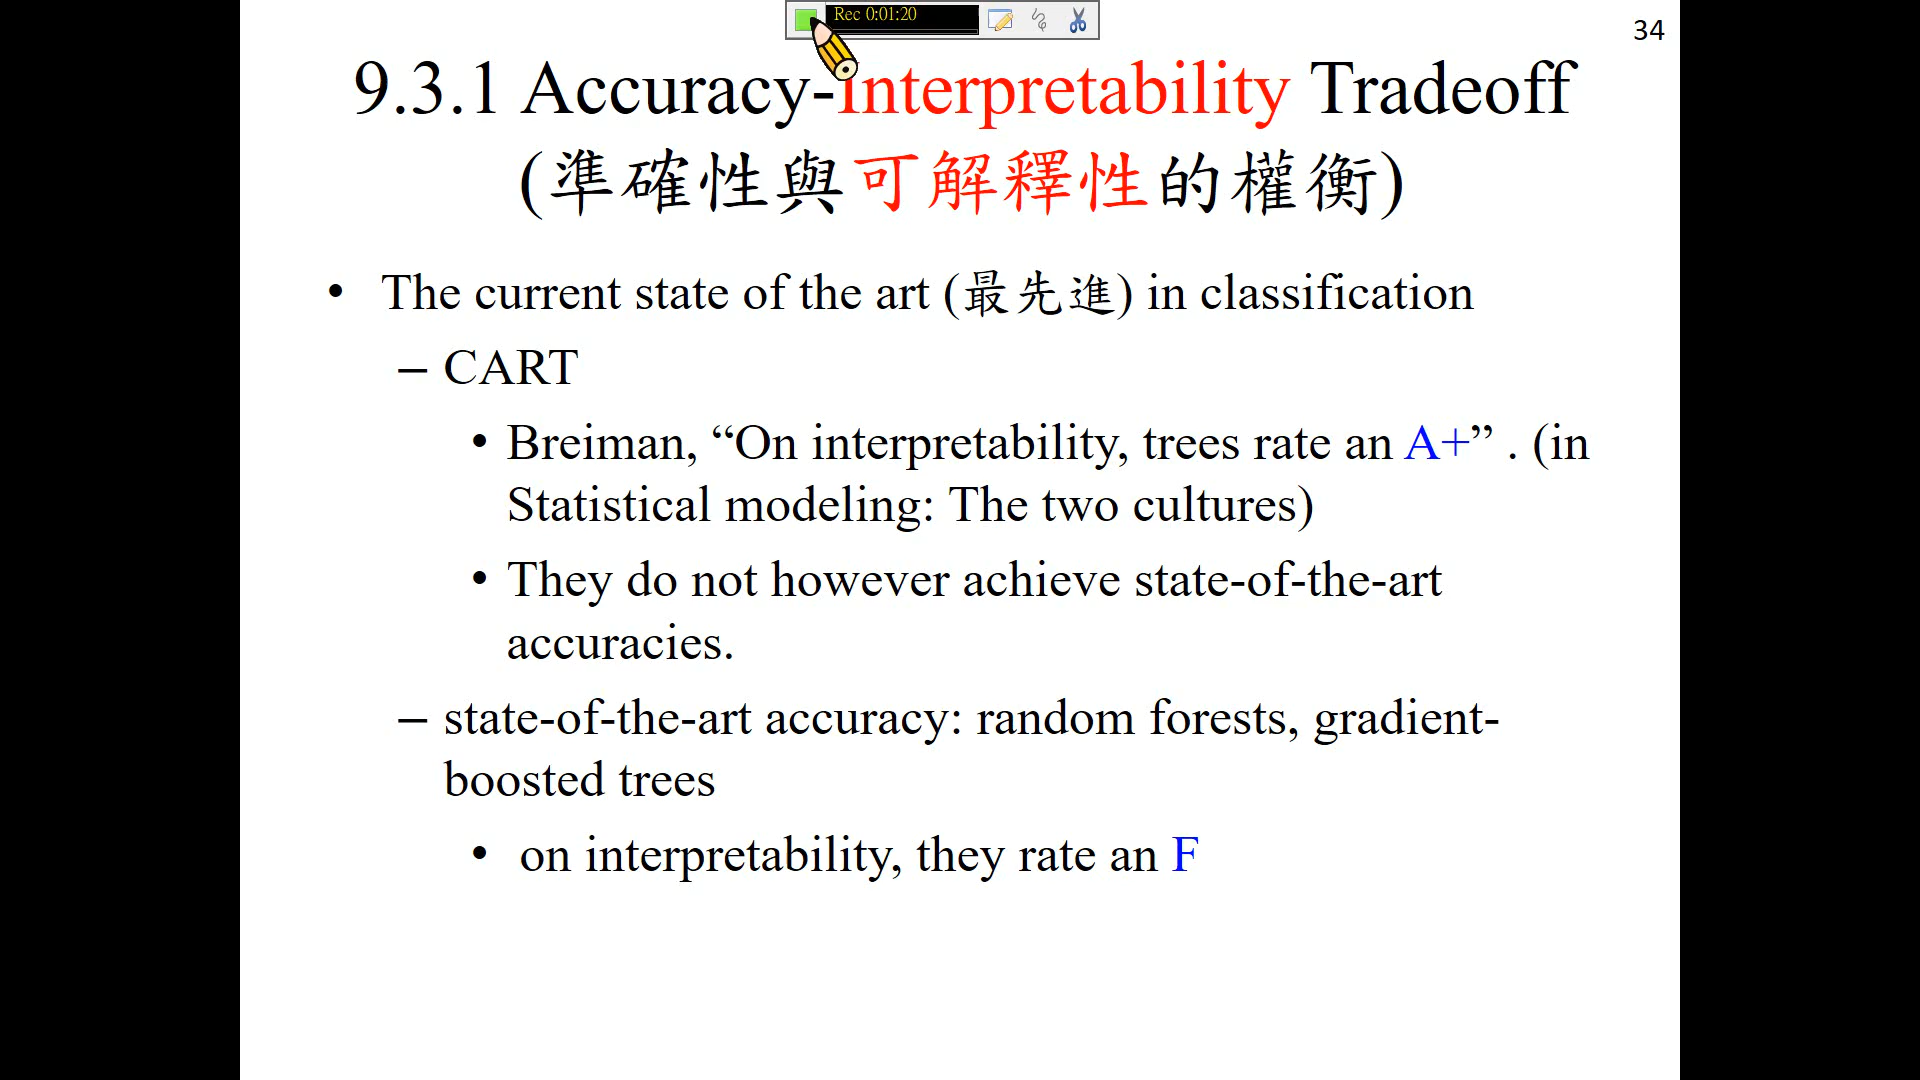 Rec 0:01:20
34
9.3.1 Accuracy-Interpretability Tradeoff
(準確性與可解釋性的權衡)
• The current state of the art (最先進) in classification
– CART
• Breiman, “On interpretability, trees rate an A+” . (in
Statistical modeling: The two cultures)
• They do not however achieve state-of-the-art
accuracies.
– state-of-the-art accuracy: random forests, gradient-
boosted trees
• on interpretability, they rate an F